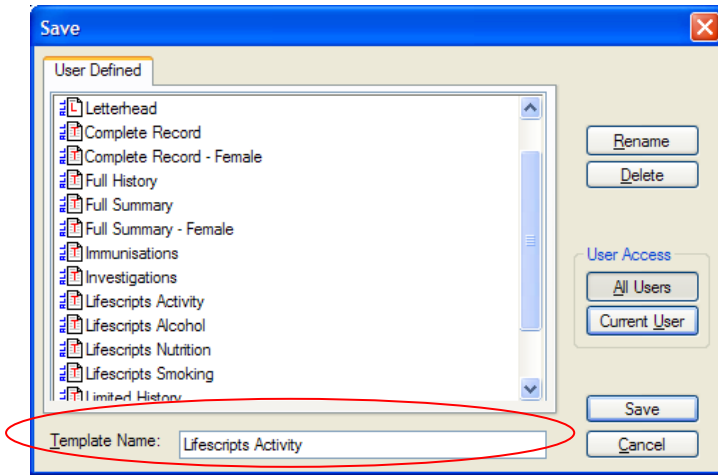 Save
User Defined
Letterhead
Complete Record
Complete Record - Female
Full History
Full Summary
Full Summary - Female
Immunisations
Investigations
Lifescripts Activity
Lifescripts Alcohol
Lifescripts Nutrition
Lifescripts Smoking
Limited History
Rename
Delete
User Access
All Users
Current User
Template Name: Lifescripts Activity
Save
Cancel